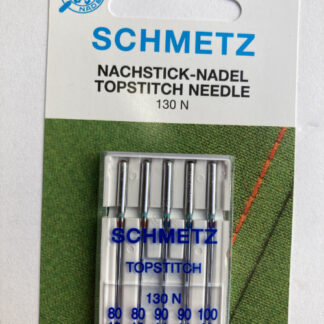 SCHMETZ
NACHSTICK-NADEL
TOPSTITCH NEEDLE
130 N
SCHMETZ
TOPSTITCH
130 N
80 80 90 90 100